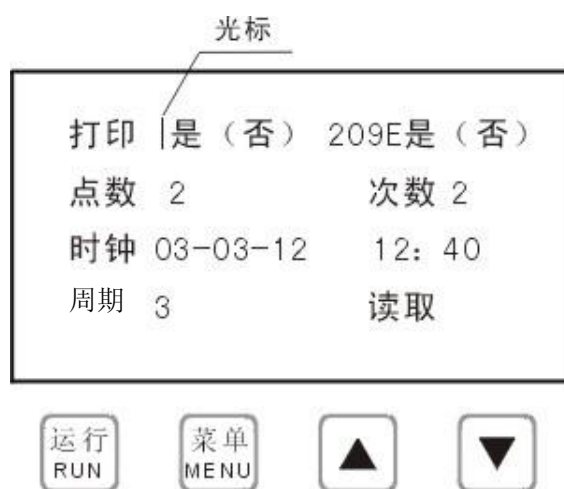 光标
打印 是（否） 209E是（否）
点数 2 次数 2
时钟 03-03-12 12：40
周期 3 读取
运行 菜单
RUN MENU